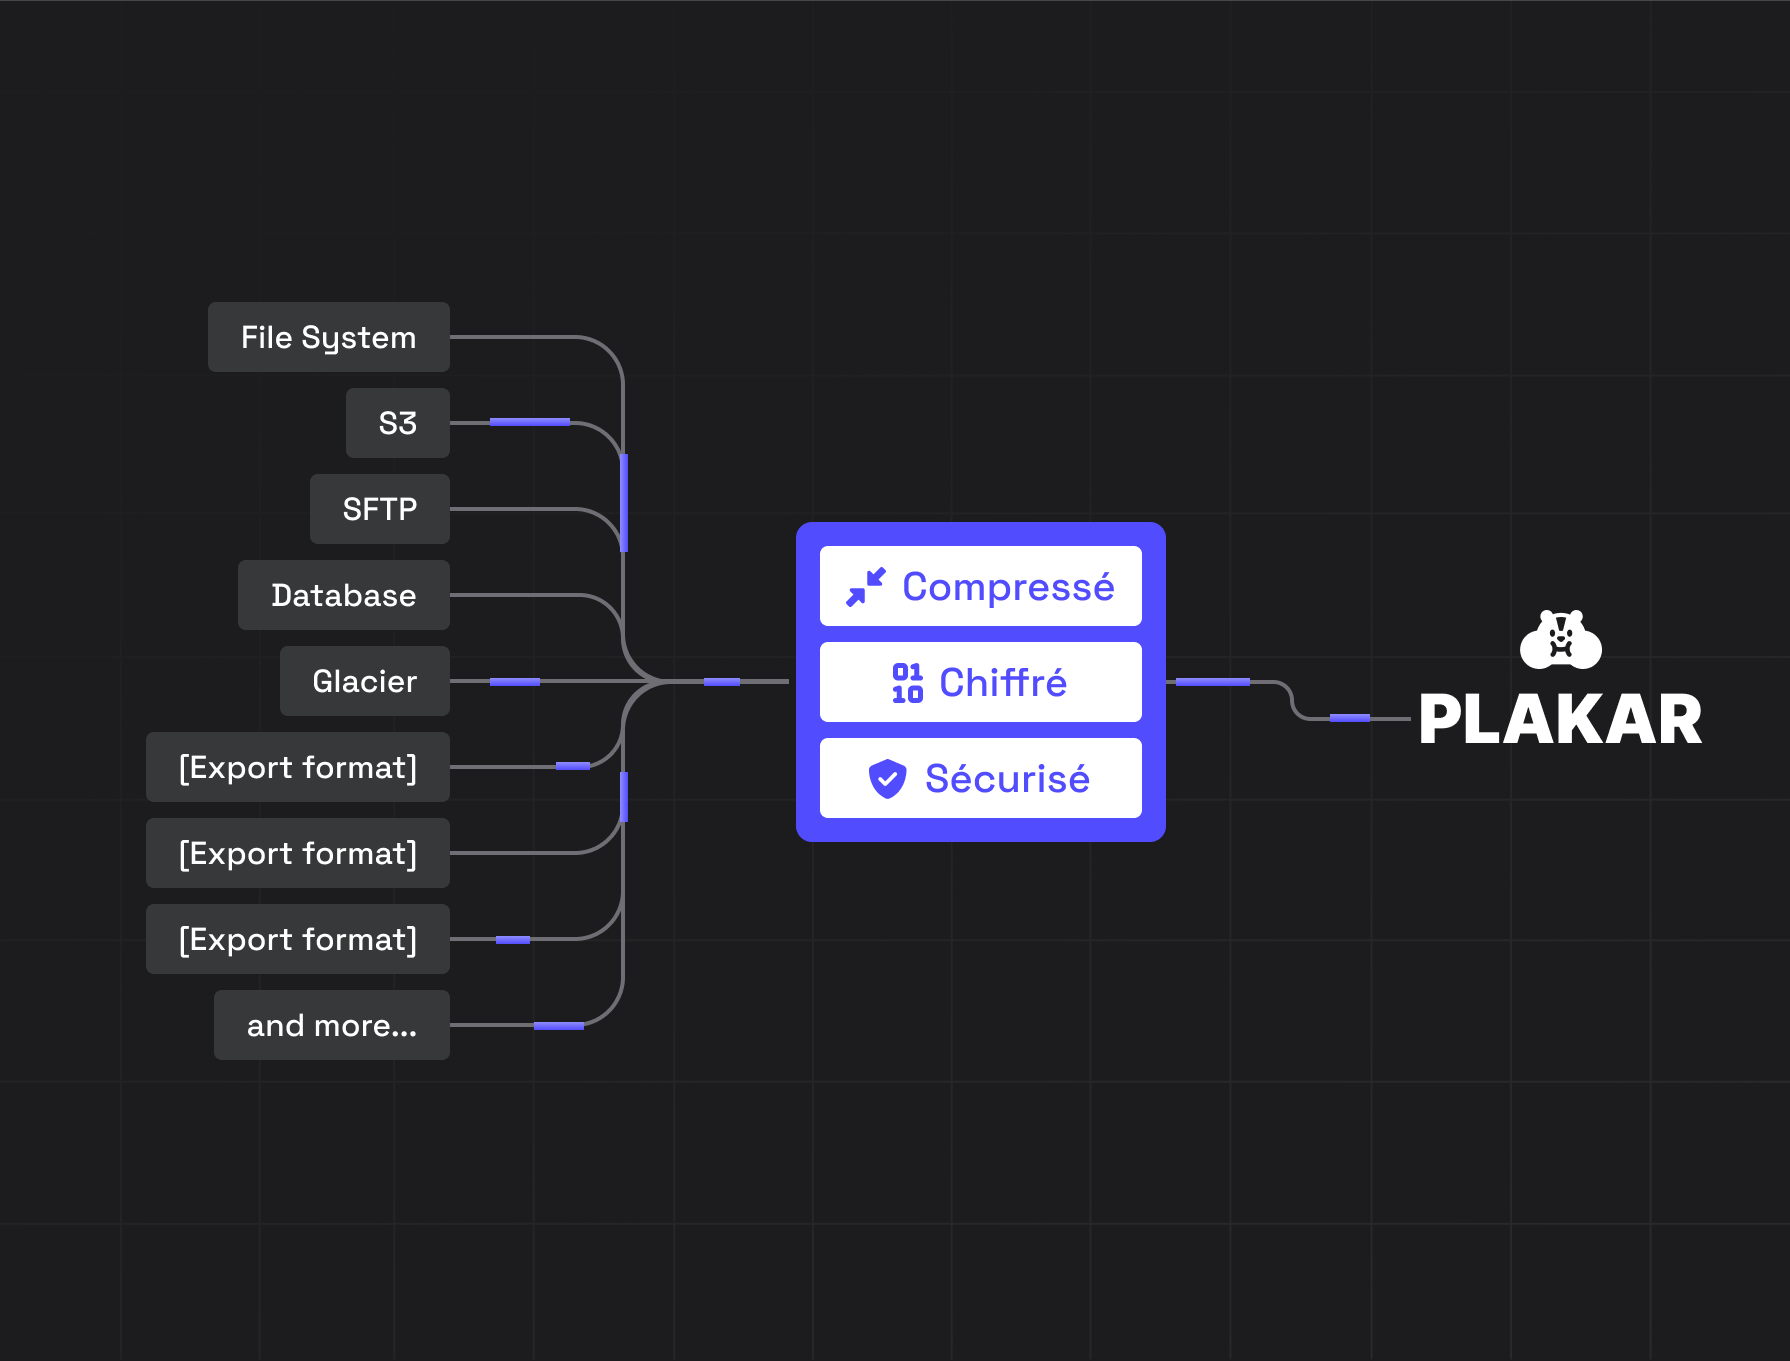 File System
S3
SFTP
Database
Glacier
[Export format]
[Export format]
[Export format]
and more...
Compressé
01
10
Chiffré
Sécurisé
PLAKAR